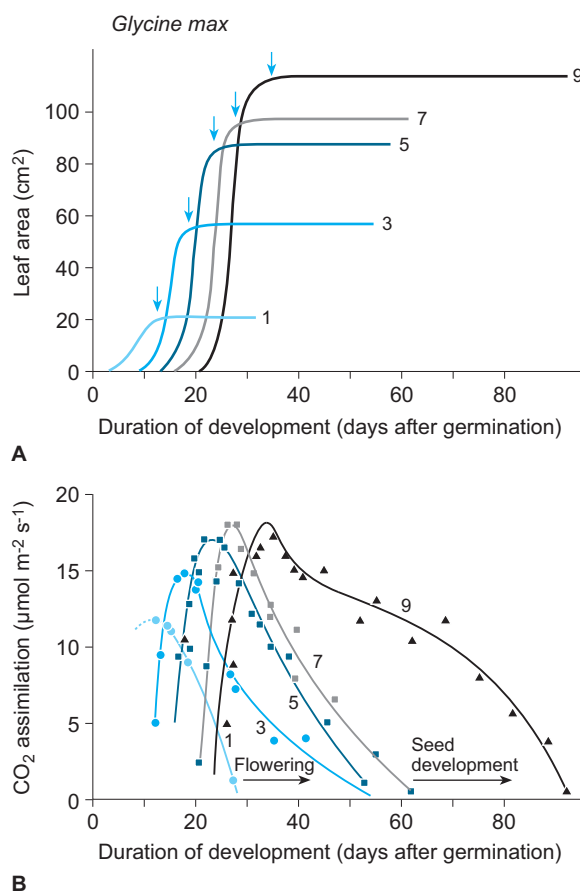 Glycine max
Leaf area (cm²)
100
80
60
40
20
0
9
7
5
3
1
0 20 40 60 80
Duration of development (days after germination)
A
CO₂ assimilation (µmol m⁻² s⁻¹)
20
15
10
5
0
9
7
5
3
1
Flowering
Seed
development
0 20 40 60 80
Duration of development (days after germination)
B